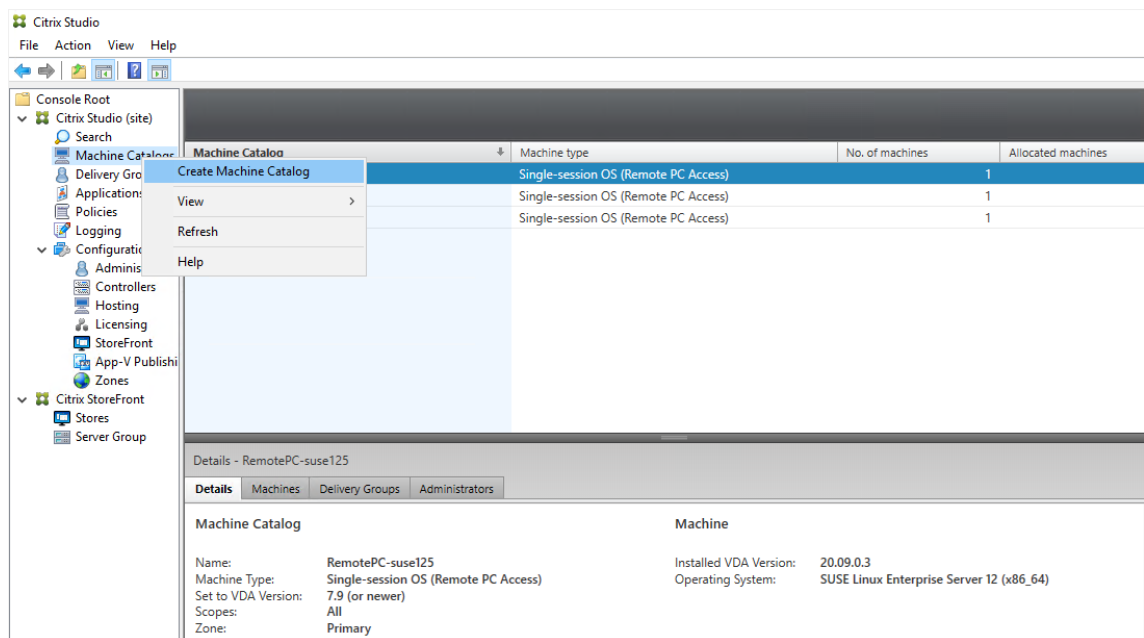 Citrix Studio
File Action View Help
Console Root
Citrix Studio (site)
Search
Machine Catalogs
Delivery Gro
Applications
Policies
Logging
Configuratio
Adminis
Controllers
Hosting
Licensing
StoreFront
App-V Publishi
Zones
Citrix StoreFront
Stores
Server Group
Create Machine Catalog
View
Refresh
Help
Machine Catalog Machine type No. of machines Allocated machines
Single-session OS (Remote PC Access) 1
Single-session OS (Remote PC Access) 1
Single-session OS (Remote PC Access) 1
Details - RemotePC-suse125
Details Machines Delivery Groups Administrators
Machine Catalog
Name: RemotePC-suse125
Machine Type: Single-session OS (Remote PC Access)
Set to VDA Version: 7.9 (or newer)
Scopes: All
Zone: Primary
Machine
Installed VDA Version: 20.09.0.3
Operating System: SUSE Linux Enterprise Server 12 (x86_64)